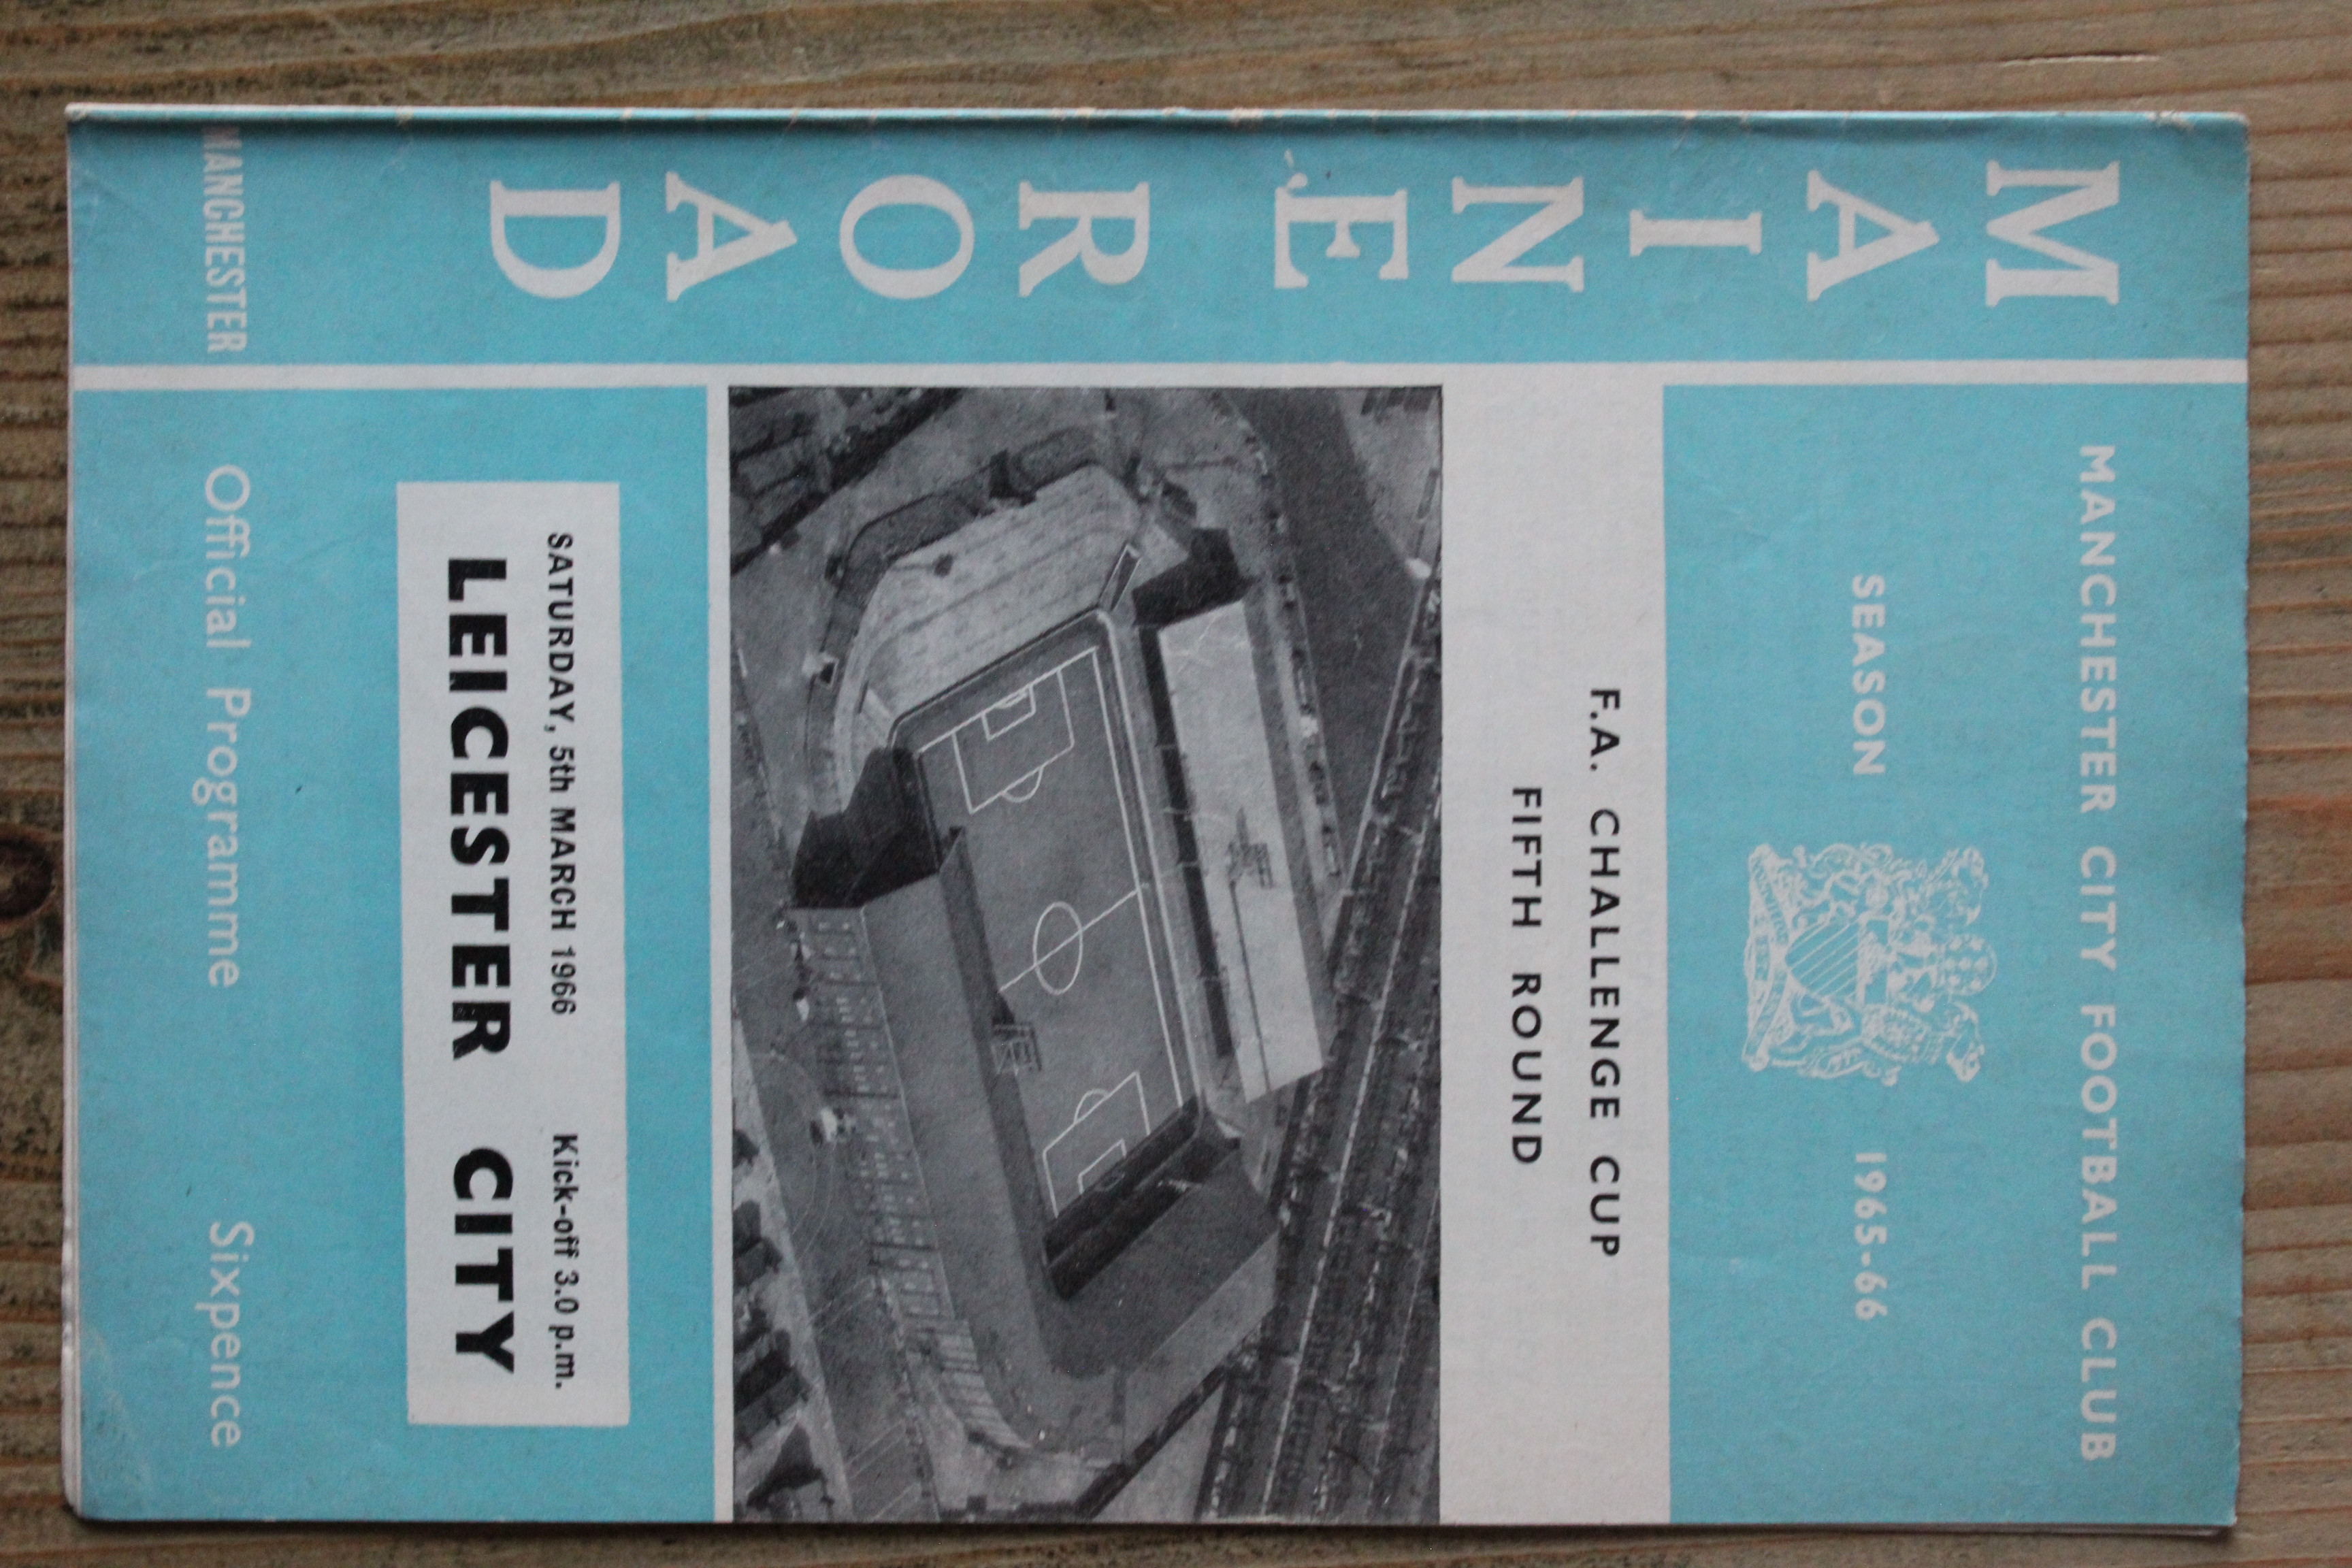 MANCHESTER CITY FOOTBALL CLUB
SEASON 1965-66
F.A. CHALLENGE CUP
FIFTH ROUND
MAINE ROAD
SATURDAY, 5th MARCH 1966 Kick-off 3.0 p.m.
LEICESTER CITY
MANCHESTER Official Programme Sixpence